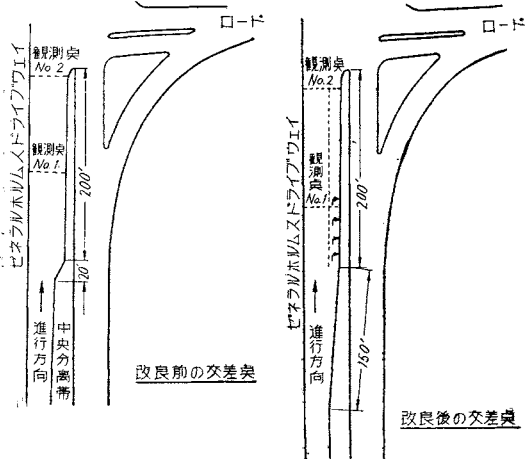 ロード
観測点
No 2
観測点
No.1
ゼネラルホルムズドライブウェイ
200'
20'
進行方向
中央分離帯
改良前の交差点
ロード
観測点
No.2
観測点
No.1
ゼネラルホルムズドライブウェイ
200'
150'
進行方向
改良後の交差点